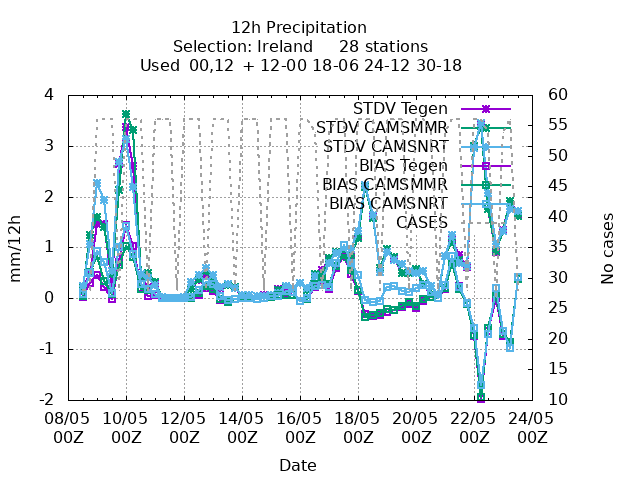 12h Precipitation
Selection: Ireland 28 stations
Used 00,12 + 12-00 18-06 24-12 30-18
STDV Tegen
STDV CAMSMMR
STDV CAMSNRT
BIAS Tegen
BIAS CAMSMMR
BIAS CAMSNRT
CASES
mm/12h
4
3
2
1
0
-1
-2
No cases
60
55
50
45
40
35
30
25
20
15
10
08/05 10/05 12/05 14/05 16/05 18/05 20/05 22/05 24/05
00Z 00Z 00Z 00Z 00Z 00Z 00Z 00Z 00Z
Date